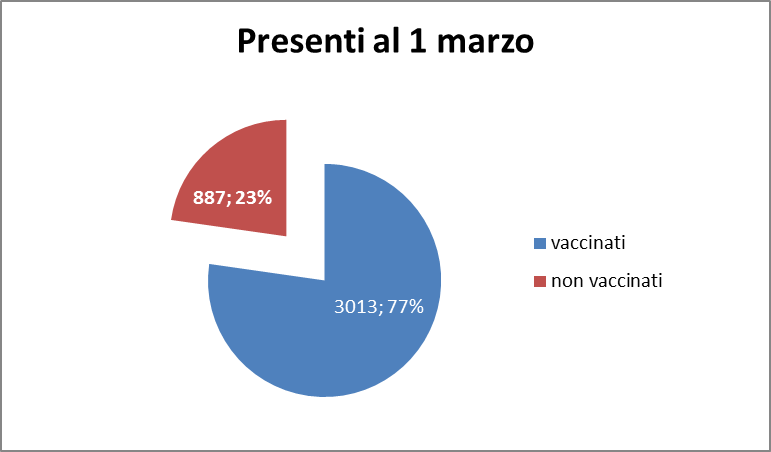 Presenti al 1 marzo
887; 23%
vaccinati
non vaccinati
3013; 77%